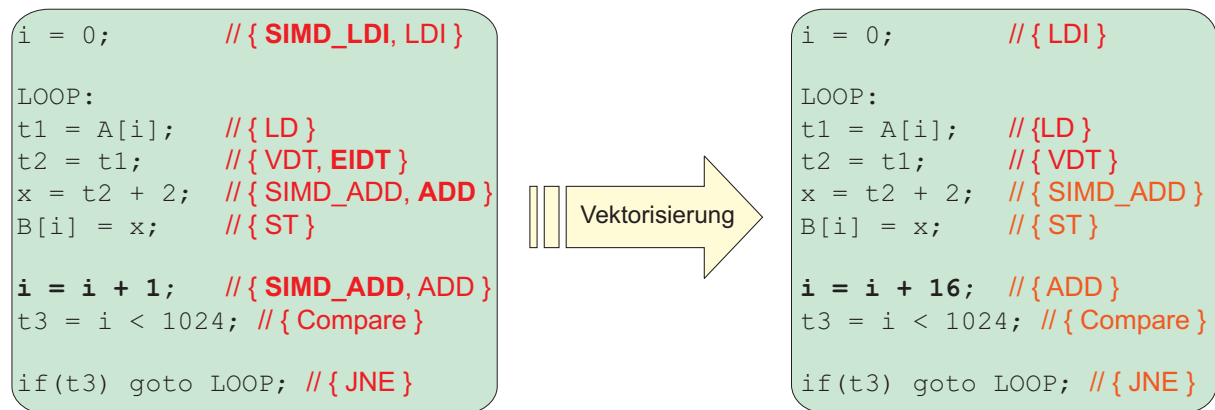 i = 0; // { SIMD_LDI, LDI }
LOOP:
t1 = A[i]; // { LD }
t2 = t1; // { VDT, EIDT }
x = t2 + 2; // { SIMD_ADD, ADD }
B[i] = x; // { ST }
i = i + 1; // { SIMD_ADD, ADD }
t3 = i < 1024; // { Compare }
if(t3) goto LOOP; // { JNE }
Vektorisierung
i = 0; // { LDI }
LOOP:
t1 = A[i]; // {LD }
t2 = t1; // { VDT }
x = t2 + 2; // { SIMD_ADD }
B[i] = x; // { ST }
i = i + 16; // { ADD }
t3 = i < 1024; // { Compare }
if(t3) goto LOOP; // { JNE }